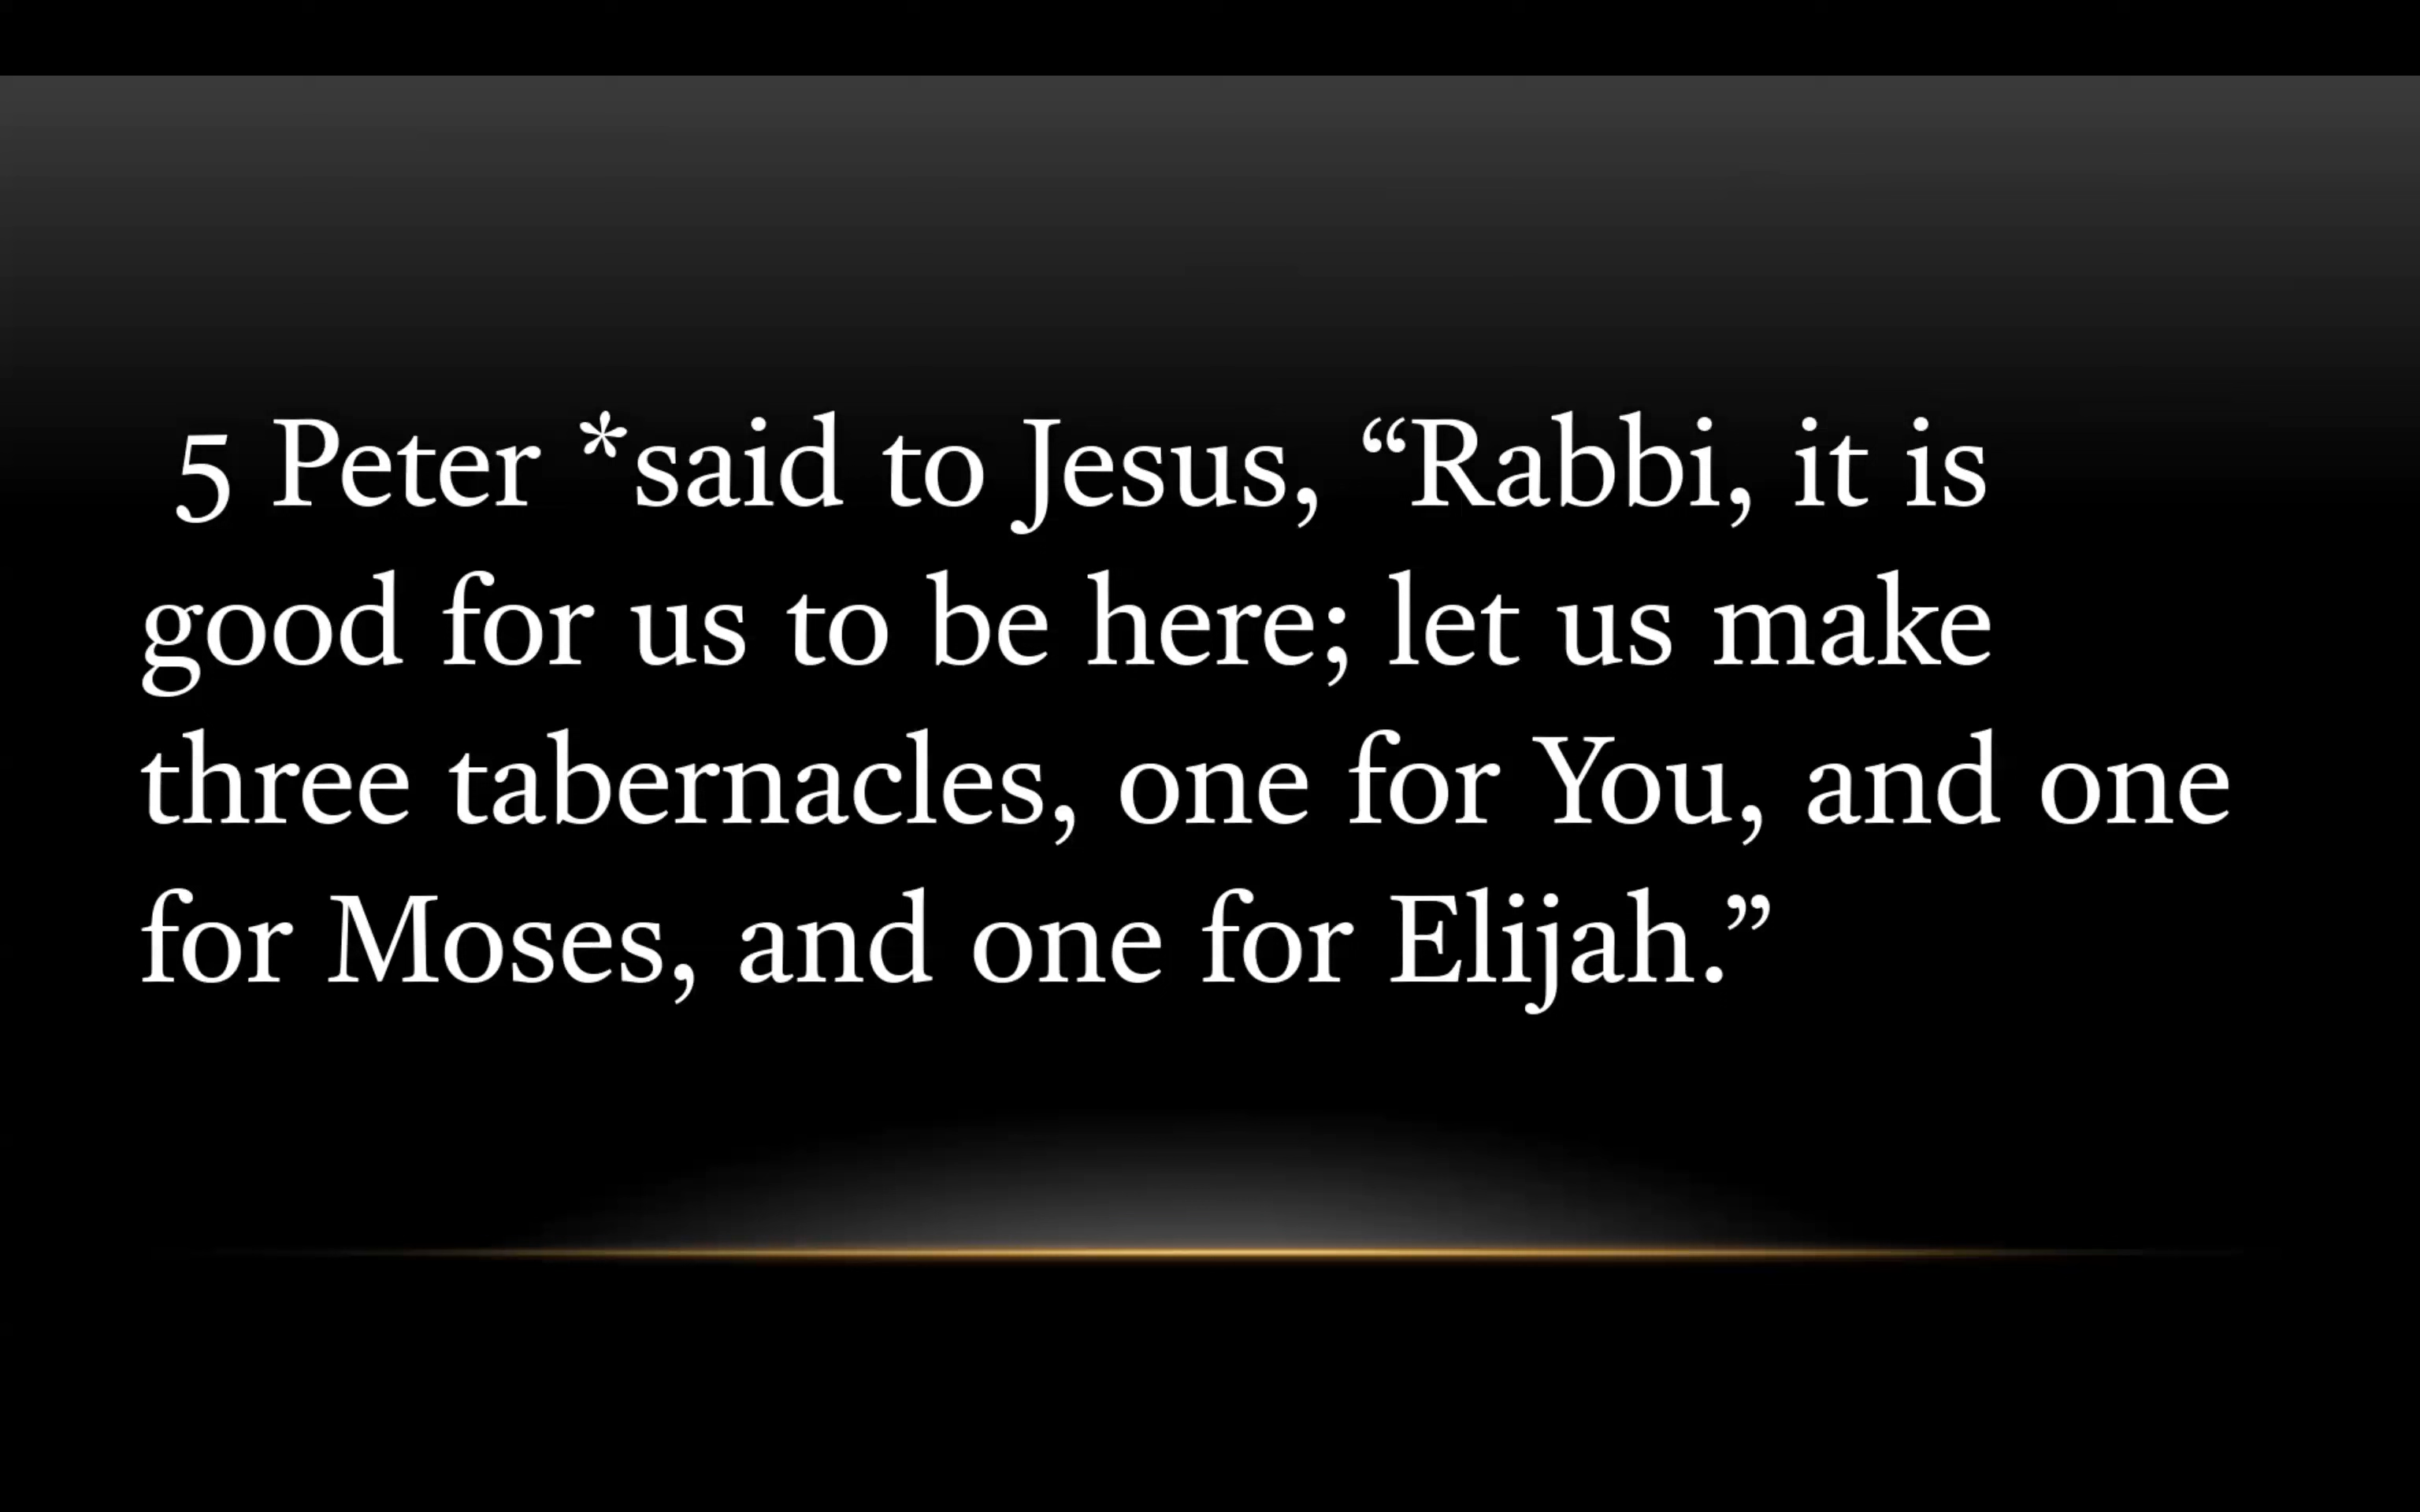 5 Peter *said to Jesus, “Rabbi, it is
good for us to be here; let us make
three tabernacles, one for You, and one
for Moses, and one for Elijah.”